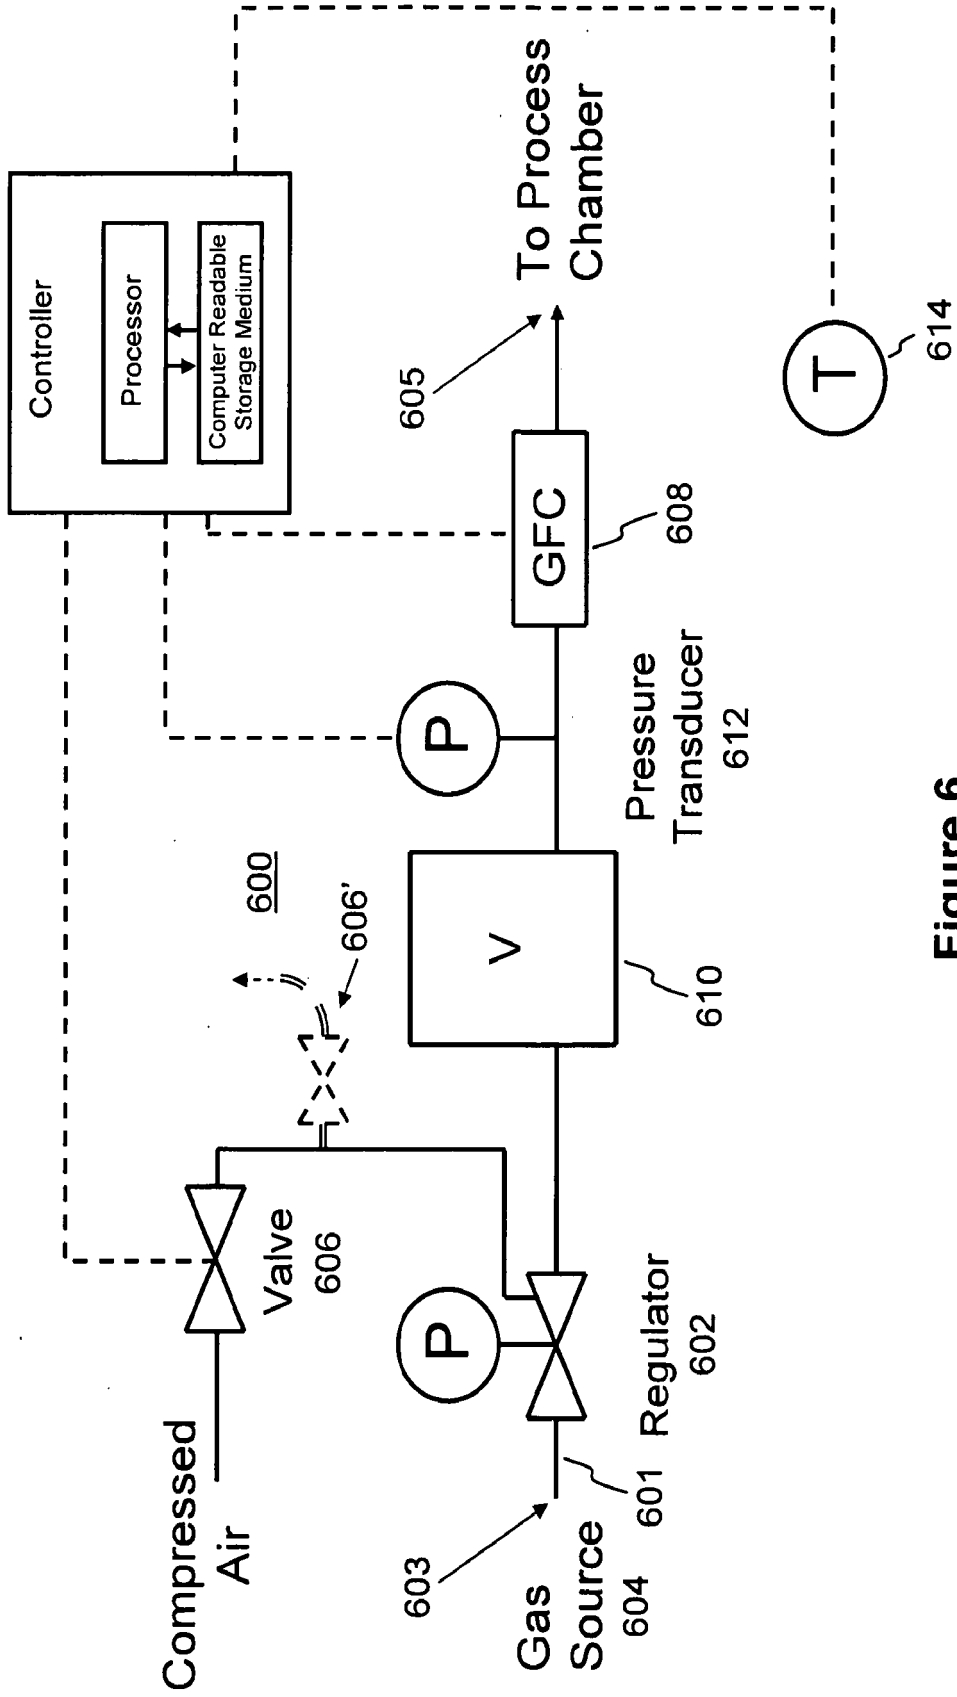 Controller
Processor
Computer Readable
Storage Medium
Compressed
Air
Valve
606
600
606'
P
P
Gas
Source
604
603
601
Regulator
602
V
610
Pressure
Transducer
612
GFC
608
605
To Process
Chamber
T
614
Figure 6